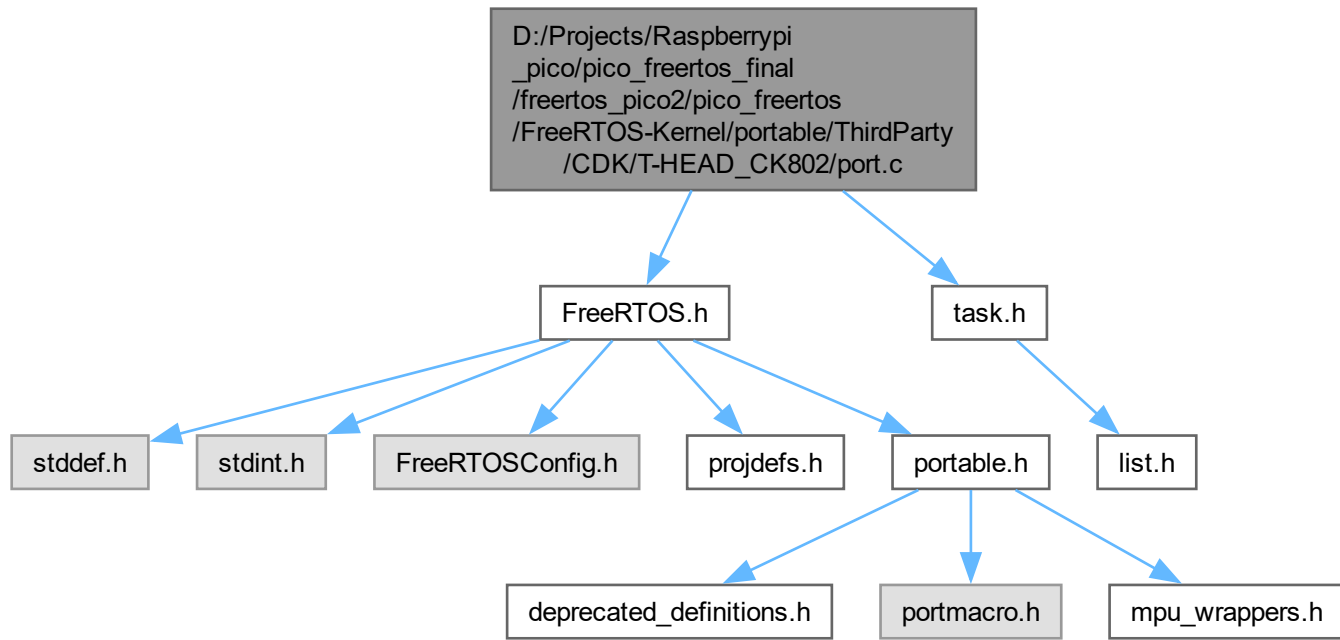 D:/Projects/Raspberrypi
_pico/pico_freertos_final
/freertos_pico2/pico_freertos
/FreeRTOS-Kernel/portable/ThirdParty
/CDK/T-HEAD_CK802/port.c
FreeRTOS.h
task.h
stddef.h
stdint.h
FreeRTOSConfig.h
projdefs.h
portable.h
list.h
deprecated_definitions.h
portmacro.h
mpu_wrappers.h